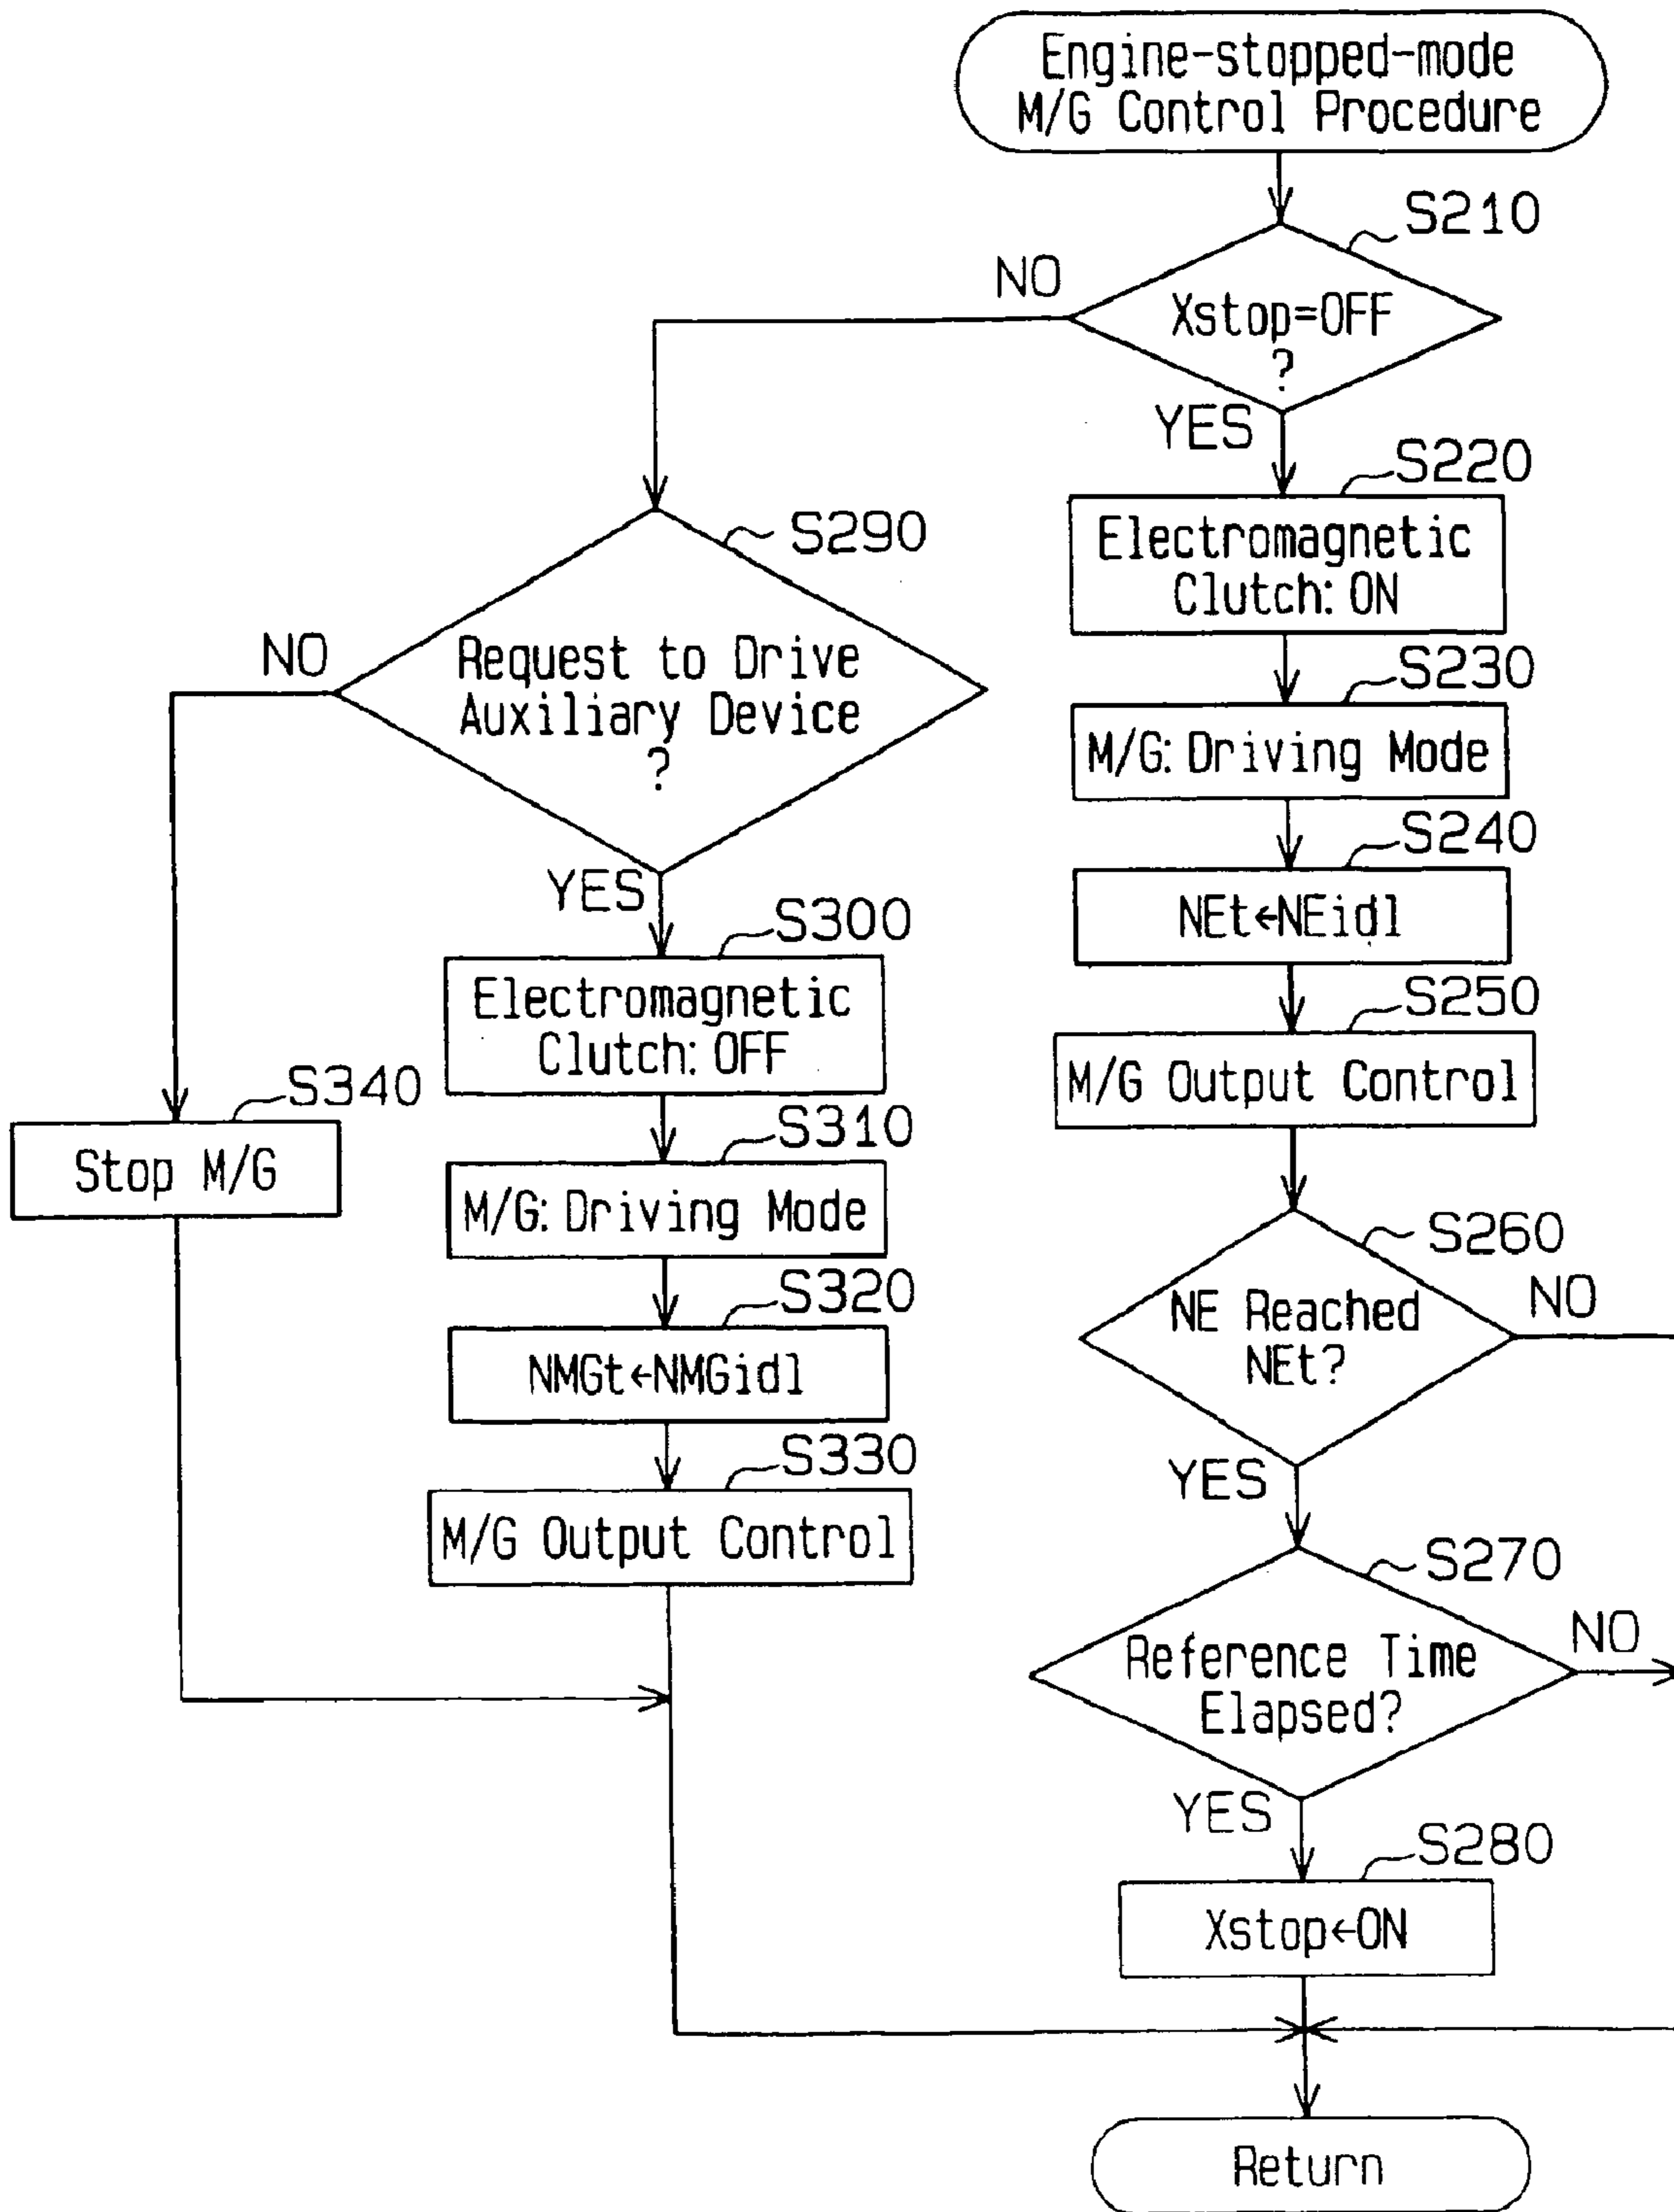 Engine-stopped-mode
M/G Control Procedure
S210
NO
Xstop=OFF
?
YES
S220
Electromagnetic
Clutch: ON
S230
M/G: Driving Mode
S240
NEt←NEidl
S250
M/G Output Control
S260
NE Reached
NEt?
NO
YES
S270
Reference Time
Elapsed?
NO
YES
S280
Xstop←ON
S290
Request to Drive
Auxiliary Device
?
NO
YES
S300
Electromagnetic
Clutch: OFF
S310
M/G: Driving Mode
S320
NMGt←NMGidl
S330
M/G Output Control
S340
Stop M/G
Return